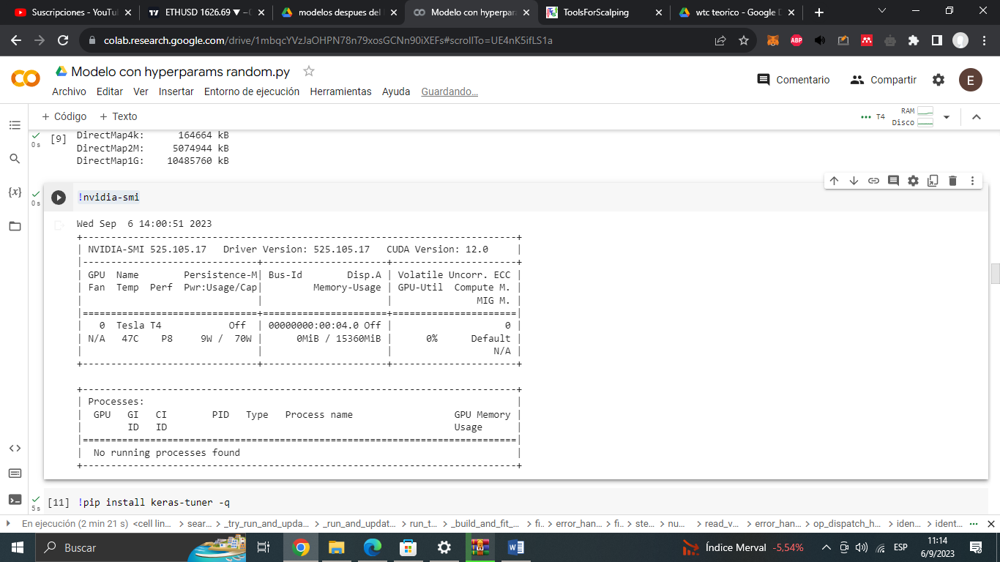 Suscripciones - YouTu
ETHUSD 1626.69 ▼ −0
modelos despues del
Modelo con hyperpara
ToolsForScalping
wtc teorico - Google D
colab.research.google.com/drive/1mbqcYVzJaOHPN78n79xosGCNn90iXEFs#scrollTo=UE4nK5ifLS1a
ABP
Modelo con hyperparams random.py
Archivo Editar Ver Insertar Entorno de ejecución Herramientas Ayuda Guardando...
Comentario
Compartir
E
+ Código + Texto
T4
RAM
Disco
[9]
0 s
DirectMap4k: 164664 kB
DirectMap2M: 5074944 kB
DirectMap1G: 10485760 kB
0 s
!nvidia-smi
Wed Sep  6 14:00:51 2023
+-----------------------------------------------------------------------------+
| NVIDIA-SMI 525.105.17   Driver Version: 525.105.17   CUDA Version: 12.0     |
|-------------------------------+----------------------+----------------------+
| GPU  Name        Persistence-M| Bus-Id        Disp.A | Volatile Uncorr. ECC |
| Fan  Temp  Perf  Pwr:Usage/Cap|         Memory-Usage | GPU-Util  Compute M. |
|                               |                      |               MIG M. |
|===============================+======================+======================|
|   0  Tesla T4            Off  | 00000000:00:04.0 Off |                    0 |
| N/A   47C    P8     9W /  70W |      0MiB / 15360MiB |      0%      Default |
|                               |                      |                  N/A |
+-------------------------------+----------------------+----------------------+
+-----------------------------------------------------------------------------+
| Processes:                                                                  |
|  GPU   GI   CI        PID   Type   Process name                  GPU Memory |
|        ID   ID                                                   Usage      |
|=============================================================================|
|  No running processes found                                                 |
+-----------------------------------------------------------------------------+
[11] !pip install keras-tuner -q
5 s
En ejecución (2 min 21 s) <cell lin... > sear... > _try_run_and_upda... > _run_and_updat... > run_t... > _build_and_fit_... > fi... > error_han... > fi... > ste... > nu... > read_v... > error_han... > op_dispatch_h... > iden... > ident...
Buscar
Índice Merval -5,54%
ESP
11:14
6/9/2023